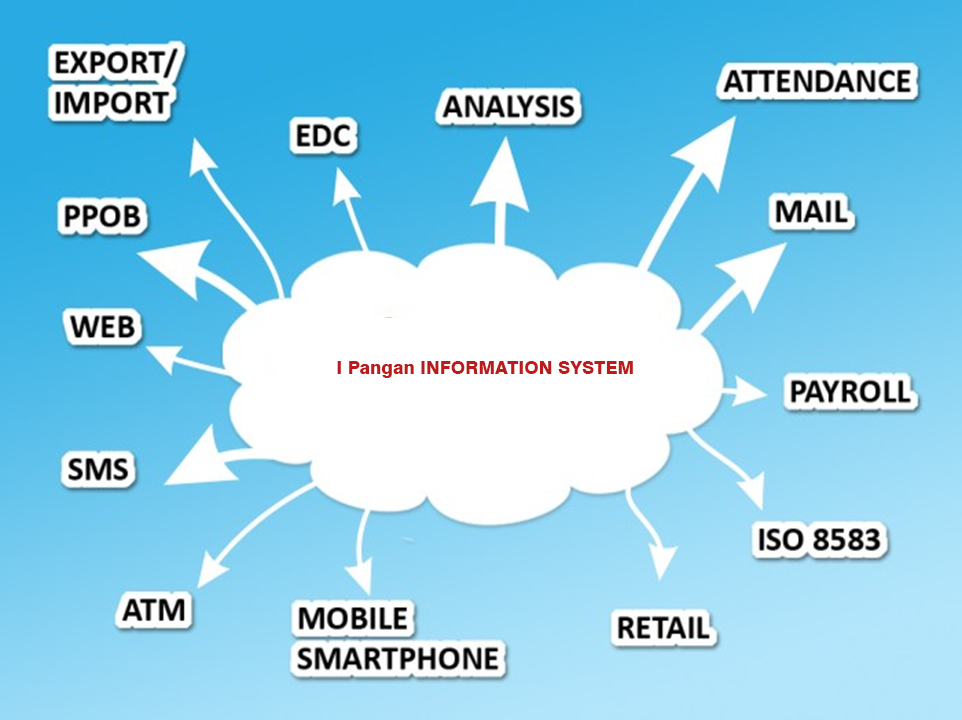 EXPORT/
IMPORT
EDC
ANALYSIS
ATTENDANCE
PPOB
MAIL
WEB
I Pangan INFORMATION SYSTEM
PAYROLL
SMS
ISO 8583
ATM
MOBILE
SMARTPHONE
RETAIL